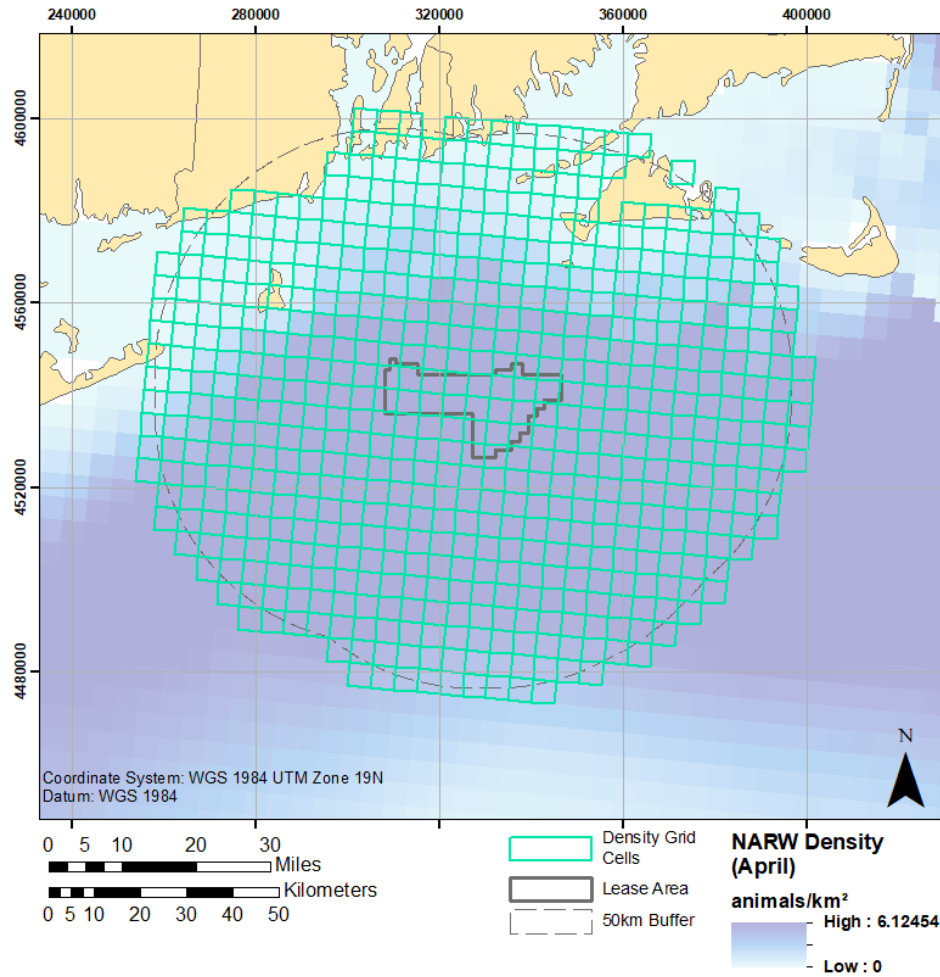 240000 280000 320000 360000 400000
4600000
4560000
4520000
4480000
N
Coordinate System: WGS 1984 UTM Zone 19N
Datum: WGS 1984
0 5 10 20 30
Miles
Kilometers
0 5 10 20 30 40 50
Density Grid
Cells
Lease Area
50km Buffer
NARW Density
(April)
animals/km²
High : 6.12454
Low : 0